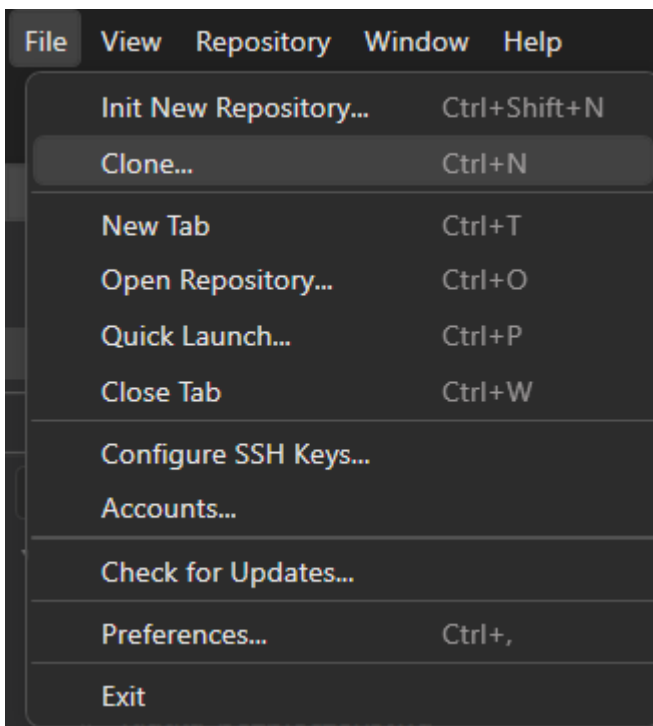 File View Repository Window Help
Init New Repository... Ctrl+Shift+N
Clone... Ctrl+N
New Tab Ctrl+T
Open Repository... Ctrl+O
Quick Launch... Ctrl+P
Close Tab Ctrl+W
Configure SSH Keys...
Accounts...
Check for Updates...
Preferences... Ctrl+,
Exit